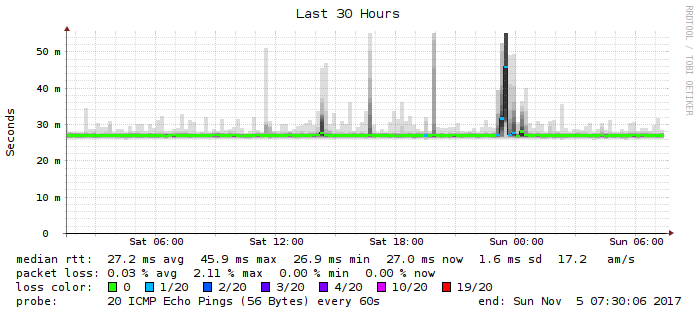 Last 30 Hours
RRDTOOL / TOBI OETIKER
Seconds
50 m
40 m
30 m
20 m
10 m
0
Sat 06:00 Sat 12:00 Sat 18:00 Sun 00:00 Sun 06:00
median rtt: 27.2 ms avg 45.9 ms max 26.9 ms min 27.0 ms now 1.6 ms sd 17.2 am/s
packet loss: 0.03 % avg 2.11 % max 0.00 % min 0.00 % now
loss color: 0 1/20 2/20 3/20 4/20 10/20 19/20
probe: 20 ICMP Echo Pings (56 Bytes) every 60s end: Sun Nov 5 07:30:06 2017